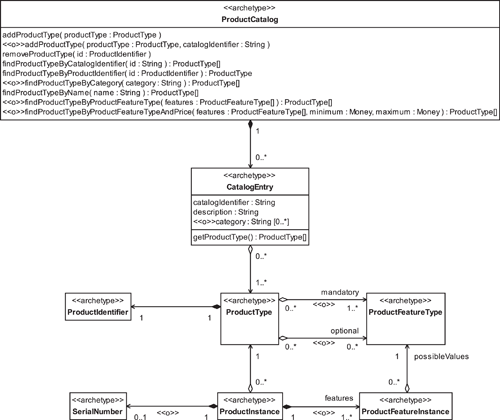 <<archetype>>
ProductCatalog
addProductType( productType : ProductType )
<<o>>addProductType( productType : ProductType, catalogIdentifier : String )
removeProductType( id : ProductIdentifier )
findProductTypeByCatalogIdentifier( id : String ) : ProductType[]
findProductTypeByProductIdentifier( id : ProductIdentifier ) : ProductType
<<o>>findProductTypeByCategory( category : String ) : ProductType[]
findProductTypeByName( name : String ) : ProductType[]
<<o>>findProductTypeByProductFeatureType( features : ProductFeatureType[] ) : ProductType[]
<<o>>findProductTypeByProductFeatureTypeAndPrice( features : ProductFeatureType[], minimum : Money, maximum : Money ) : ProductType[]
1
0..*
<<archetype>>
CatalogEntry
catalogIdentifier : String
description : String
<<o>>category : String [0..*]
getProductType() : ProductType[]
0..*
1..*
<<archetype>>
ProductIdentifier
1
1
<<archetype>>
ProductType
mandatory
0..*
<<o>>
1..*
optional
0..*
<<o>>
0..*
<<archetype>>
ProductFeatureType
1
1
possibleValues
0..*
0..*
<<archetype>>
SerialNumber
0..1
<<o>>
1
<<archetype>>
ProductInstance
features
1
<<o>>
1..*
<<archetype>>
ProductFeatureInstance